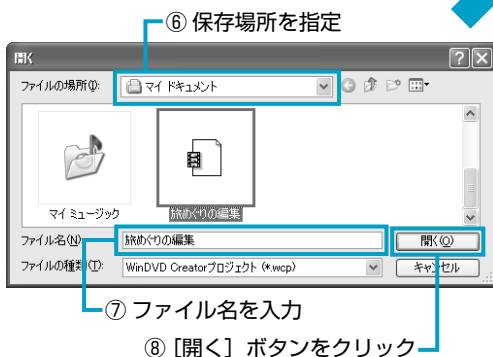 ⑥ 保存場所を指定
開く
ファイルの場所(I):
マイ ドキュメント
マイ ミュージック
旅めぐりの編集
ファイル名(N):
旅めぐりの編集
開く(O)
ファイルの種類(T):
WinDVD Creatorプロジェクト (*.wcp)
キャンセル
⑦ ファイル名を入力
⑧［開く］ボタンをクリック